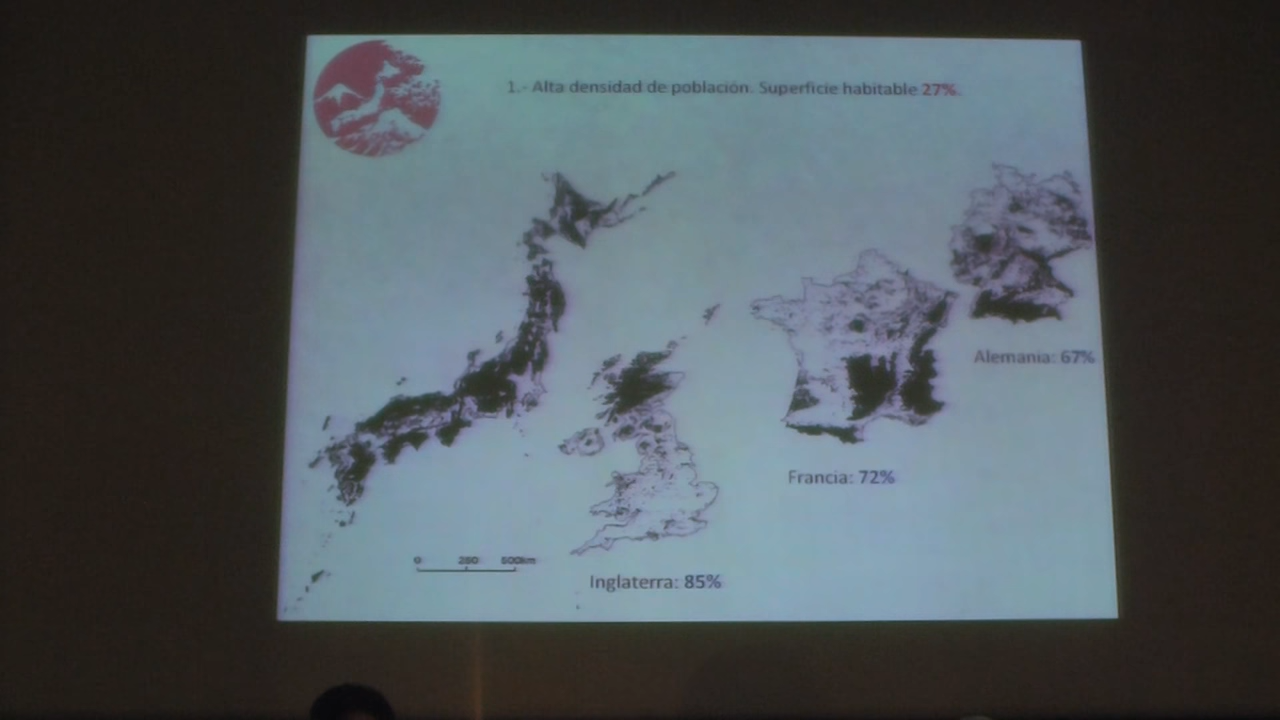 1.- Alta densidad de población. Superficie habitable 27%.
Alemania: 67%
Francia: 72%
0 250 500km
Inglaterra: 85%